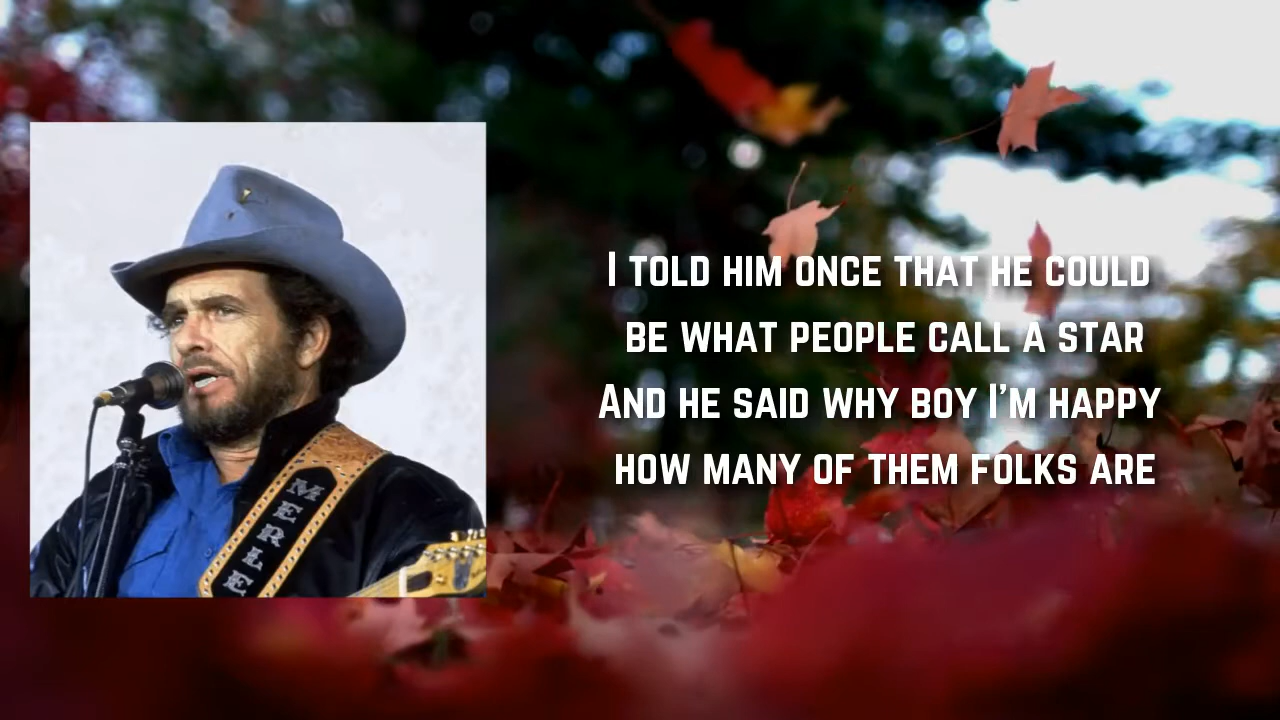 MERLE
I TOLD HIM ONCE THAT HE COULD
BE WHAT PEOPLE CALL A STAR
AND HE SAID WHY BOY I'M HAPPY
HOW MANY OF THEM FOLKS ARE